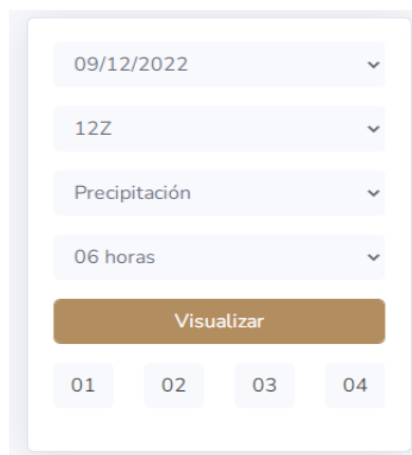 09/12/2022
12Z
Precipitación
06 horas
Visualizar
01 02 03 04